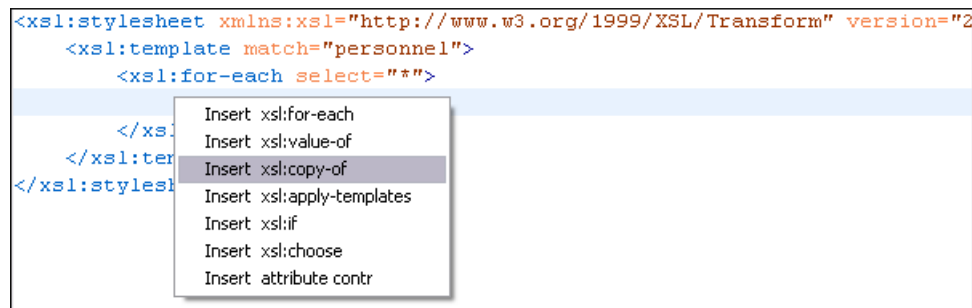 <xsl:stylesheet xmlns:xsl="http://www.w3.org/1999/XSL/Transform" version="2
<xsl:template match="personnel">
<xsl:for-each select="*">
Insert xsl:for-each
</xs
Insert xsl:value-of
</xsl:ter
Insert xsl:copy-of
</xsl:styles
Insert xsl:apply-templates
Insert xsl:if
Insert xsl:choose
Insert attribute contr